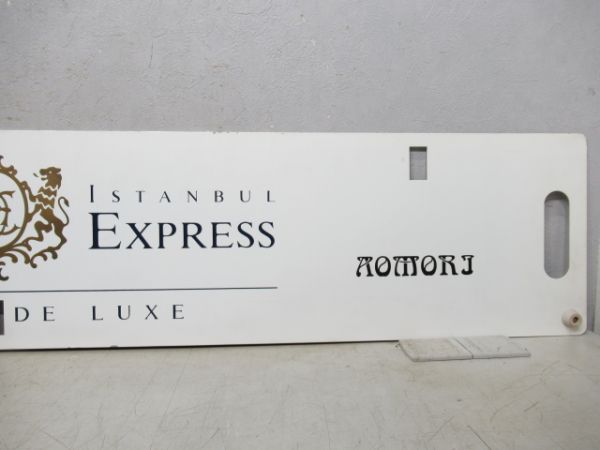 ISTANBUL
EXPRESS
DE LUXE
AOMORI